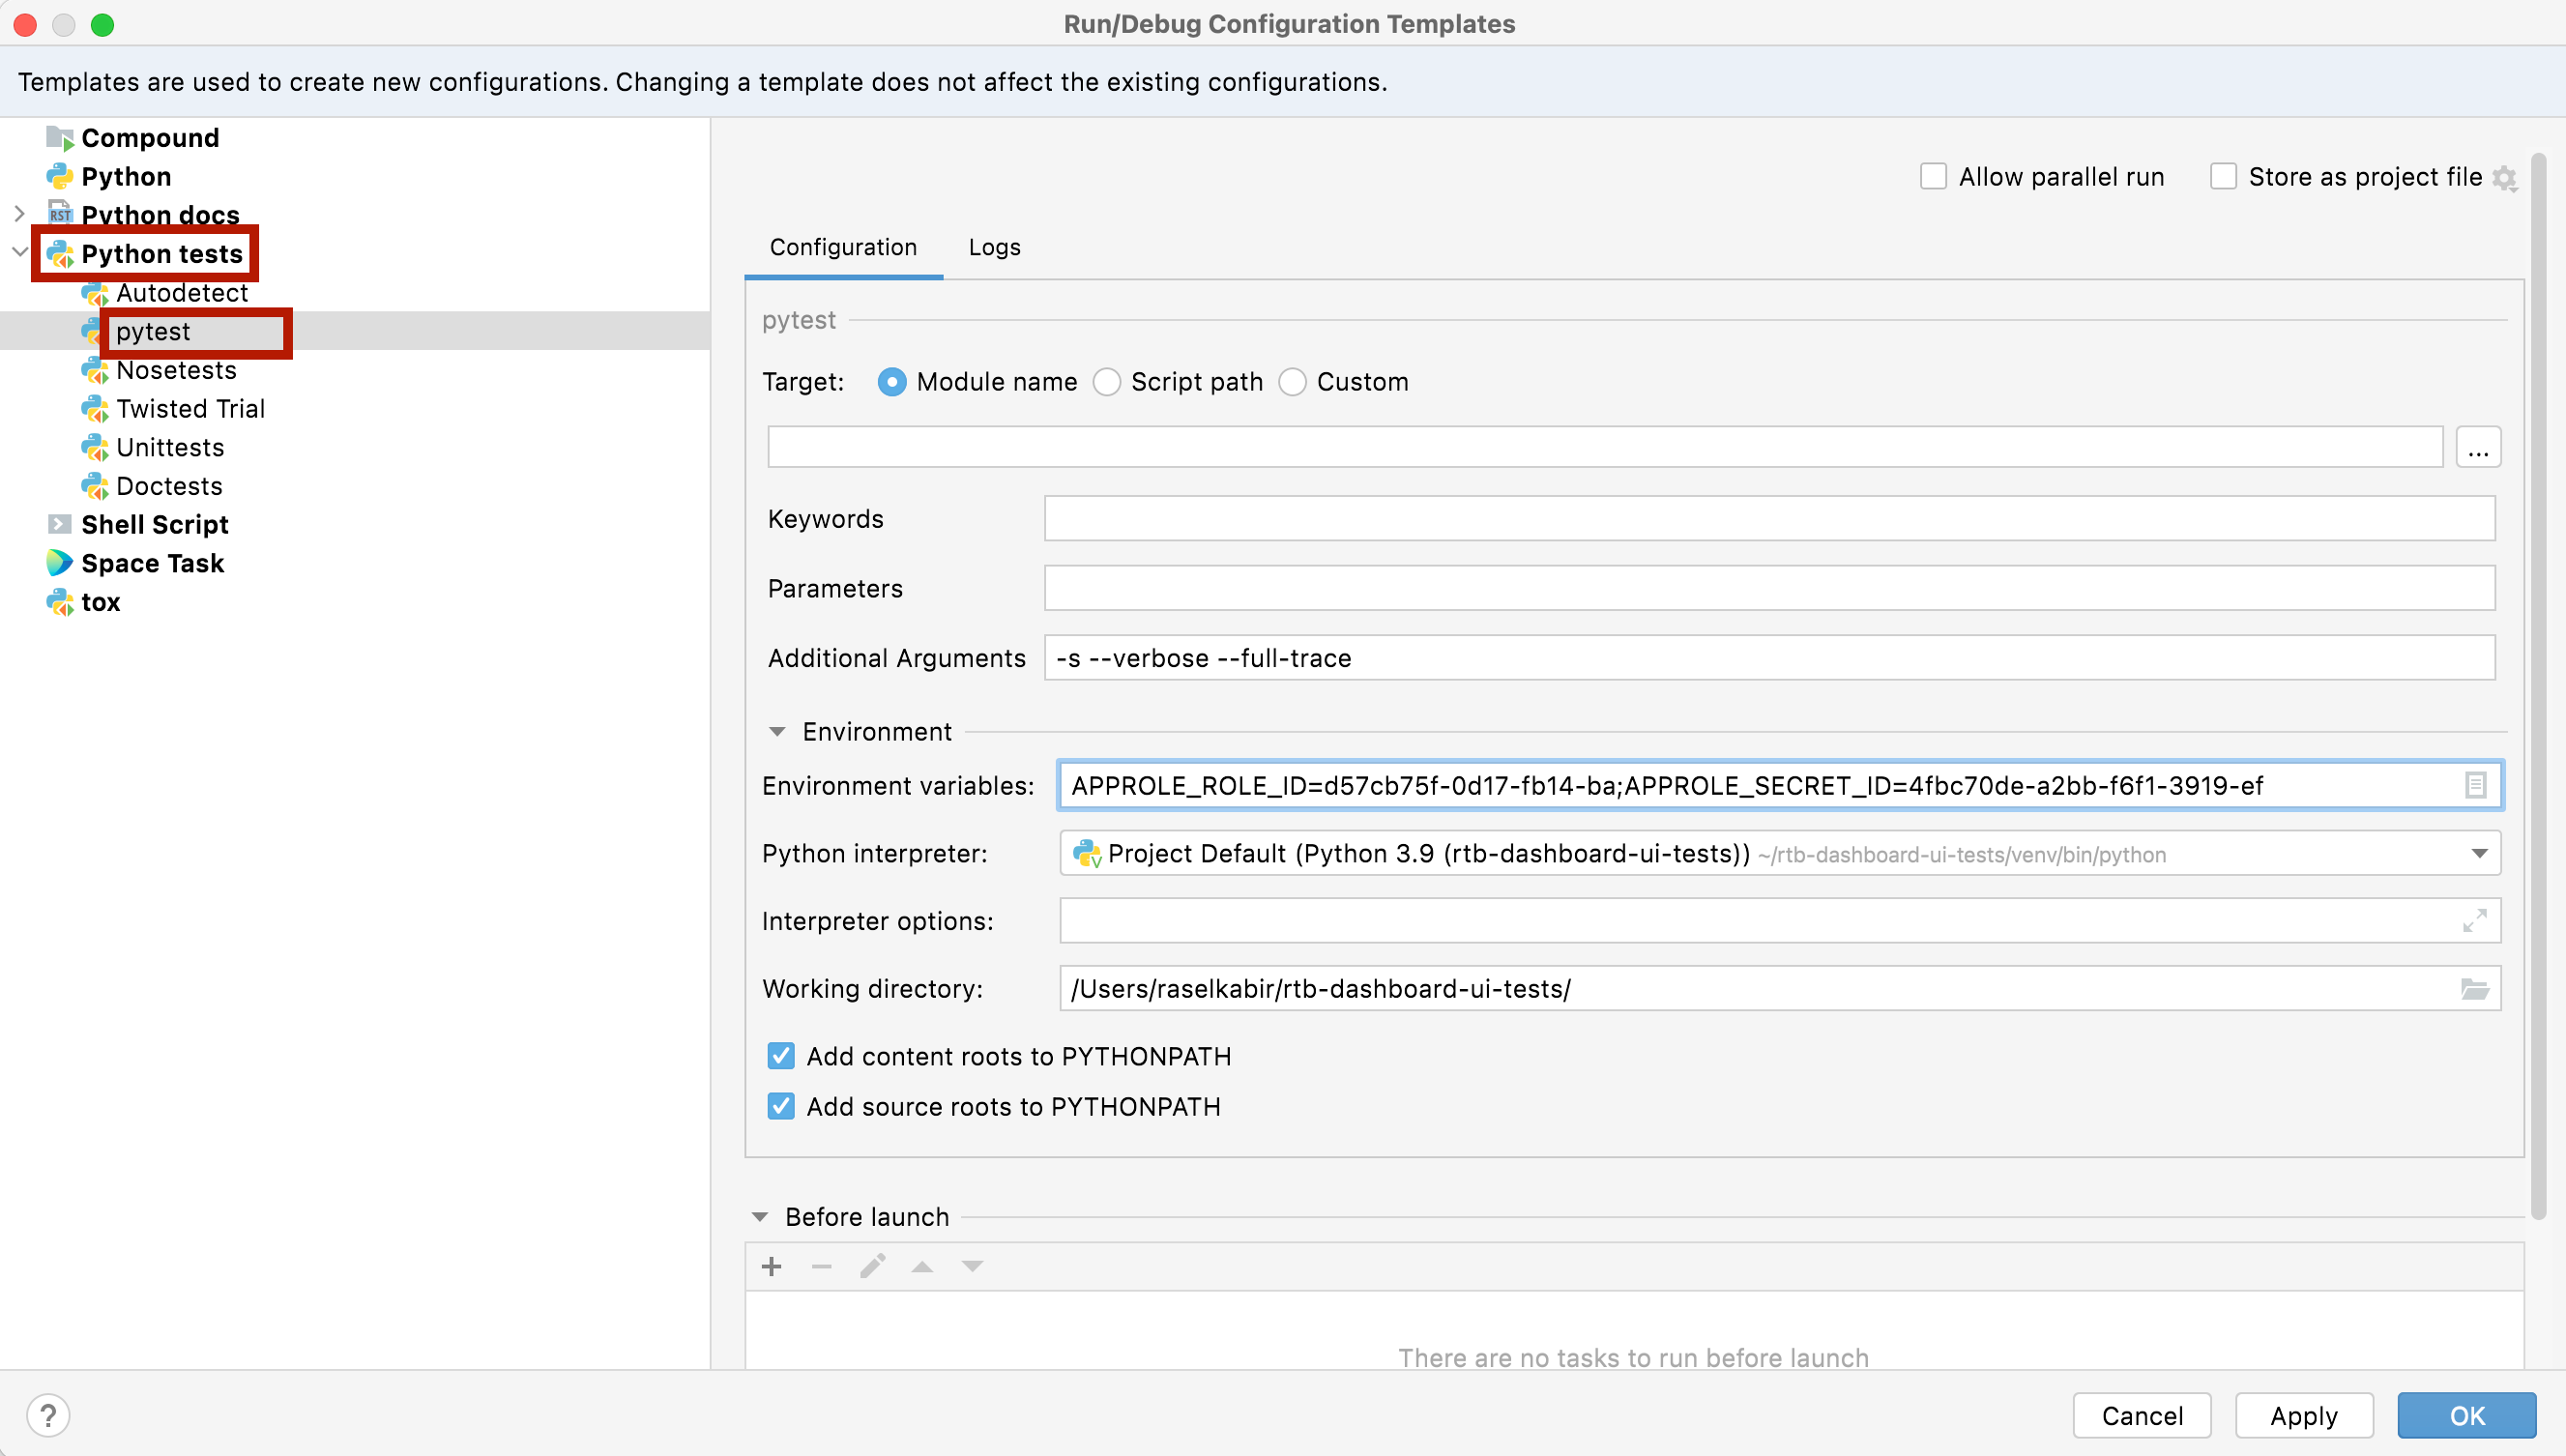 Run/Debug Configuration Templates
Templates are used to create new configurations. Changing a template does not affect the existing configurations.
Compound
Python
RST Python docs
Python tests
Autodetect
pytest
Nosetests
Twisted Trial
Unittests
Doctests
Shell Script
Space Task
tox
Allow parallel run Store as project file
Configuration Logs
pytest
Target: Module name Script path Custom
...
Keywords
Parameters
Additional Arguments -s --verbose --full-trace
Environment
Environment variables: APPROLE_ROLE_ID=d57cb75f-0d17-fb14-ba;APPROLE_SECRET_ID=4fbc70de-a2bb-f6f1-3919-ef
Python interpreter: Project Default (Python 3.9 (rtb-dashboard-ui-tests)) ~/rtb-dashboard-ui-tests/venv/bin/python
Interpreter options:
Working directory: /Users/raselkabir/rtb-dashboard-ui-tests/
Add content roots to PYTHONPATH
Add source roots to PYTHONPATH
Before launch
There are no tasks to run before launch
? Cancel Apply OK